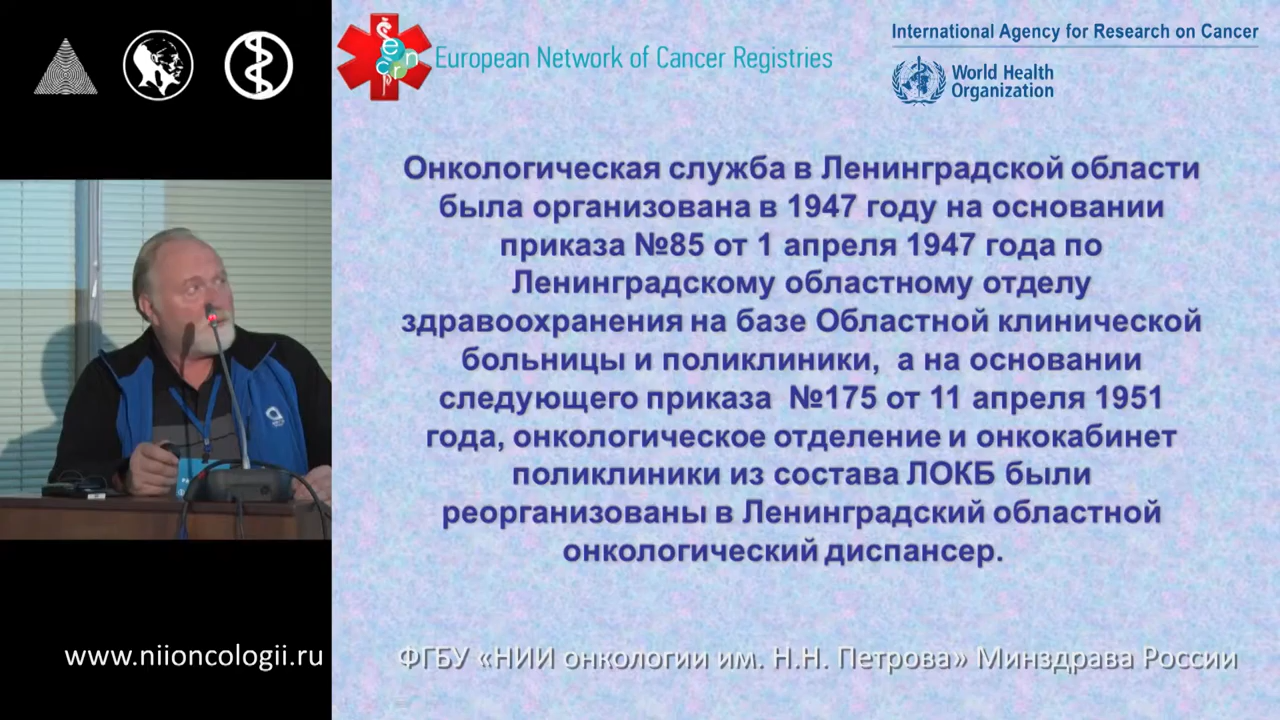 encr
European Network of Cancer Registries
International Agency for Research on Cancer
World Health
Organization
Онкологическая служба в Ленинградской области
была организована в 1947 году на основании
приказа №85 от 1 апреля 1947 года по
Ленинградскому областному отделу
здравоохранения на базе Областной клинической
больницы и поликлиники, а на основании
следующего приказа №175 от 11 апреля 1951
года, онкологическое отделение и онкокабинет
поликлиники из состава ЛОКБ были
реорганизованы в Ленинградский областной
онкологический диспансер.
www.niioncologii.ru
ФГБУ «НИИ онкологии им. Н.Н. Петрова» Минздрава России